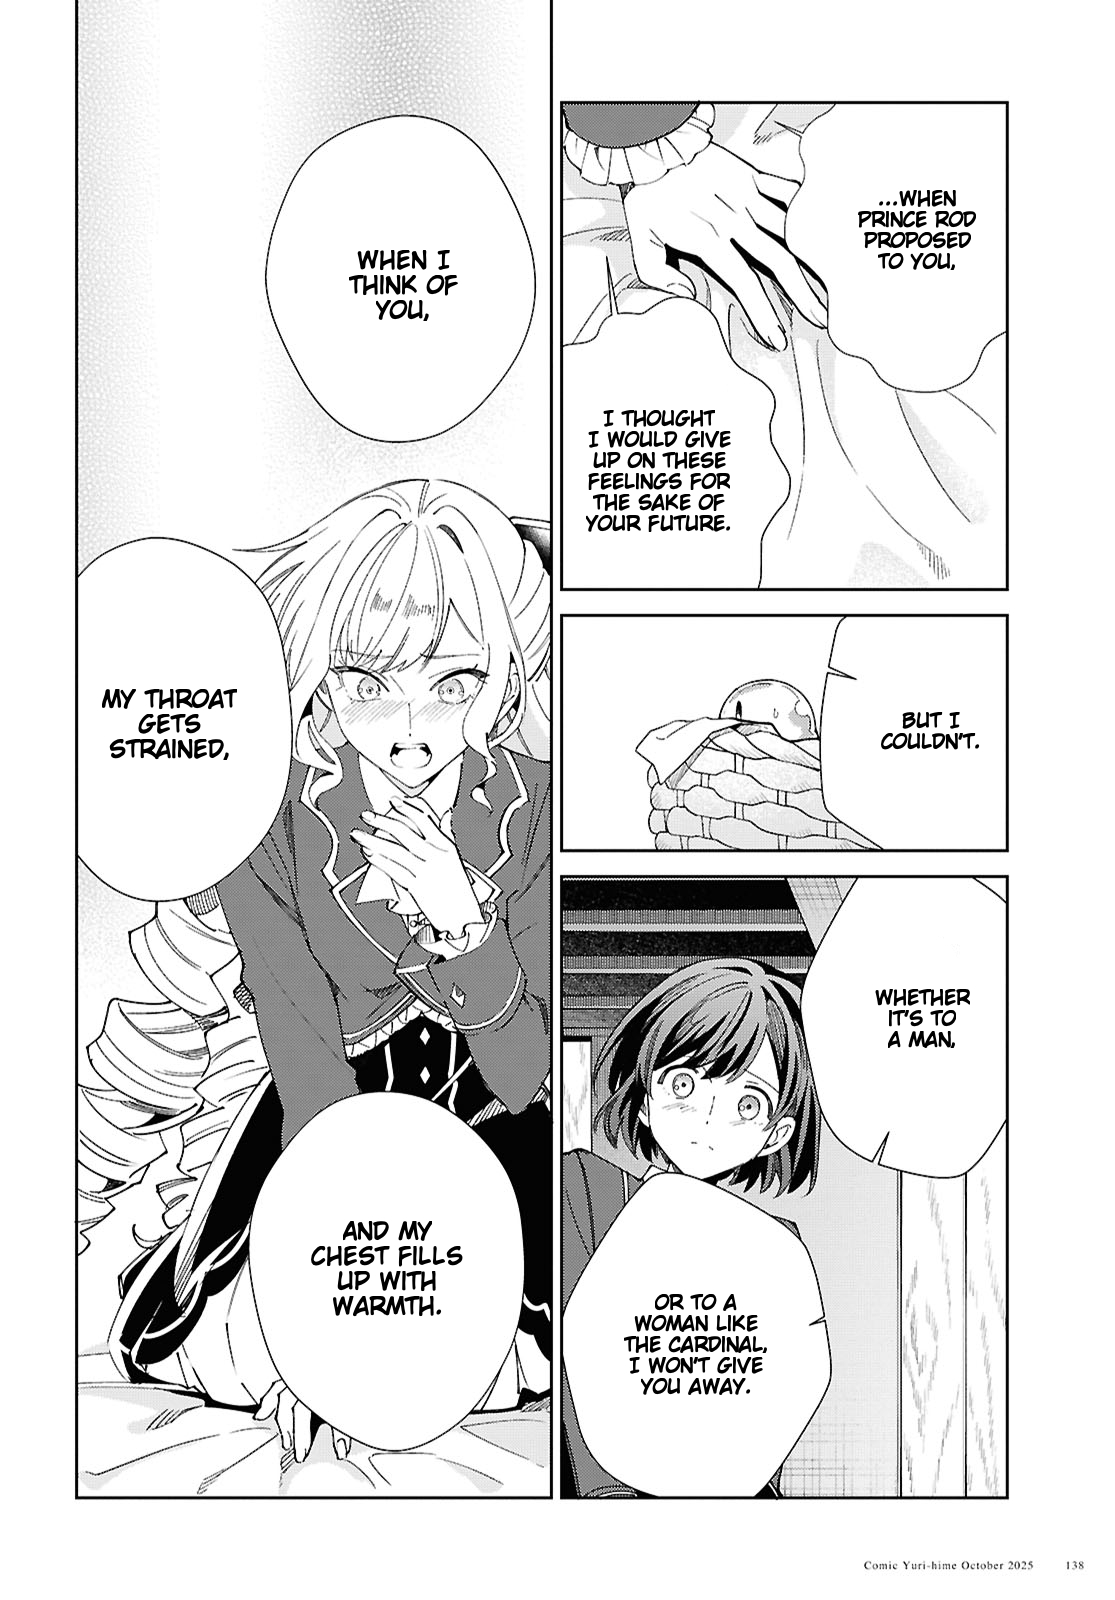 ...WHEN
PRINCE ROD
PROPOSED
TO YOU,
I THOUGHT
I WOULD GIVE
UP ON THESE
FEELINGS FOR
THE SAKE OF
YOUR FUTURE.
BUT I
COULDN'T.
WHETHER
IT'S TO
A MAN,
OR TO A
WOMAN LIKE
THE CARDINAL,
I WON'T GIVE
YOU AWAY.
WHEN I
THINK OF
YOU,
MY THROAT
GETS
STRAINED,
AND MY
CHEST FILLS
UP WITH
WARMTH.
Comic Yuri-hime October 2025 138